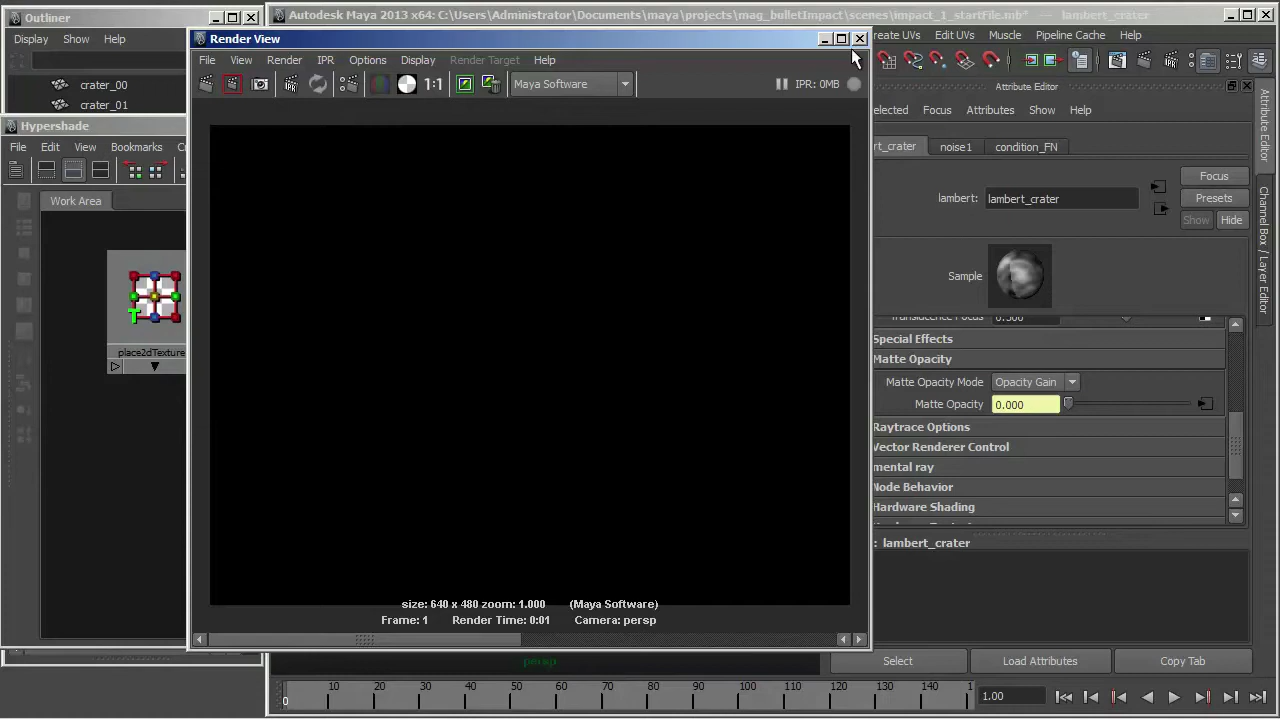 Outliner
Display Show Help
crater_00
crater_01
Autodesk Maya 2013 x64: C:\Users\Administrator\Documents\maya\projects\mag_bulletImpact\scenes\impact_1_startFile.mb* --- lambert_crater
Create UVs Edit UVs Muscle Pipeline Cache Help
Render View
File View Render IPR Options Display Render Target Help
1:1 Maya Software IPR: 0MB
Hypershade
File Edit View Bookmarks
Work Area
place2dTexture
T
size: 640 x 480 zoom: 1.000 (Maya Software)
Frame: 1 Render Time: 0:01 Camera: persp
persp
Attribute Editor
Focus Attributes Show Help
noise1 condition_FN
lambert: lambert_crater
Focus
Presets
Show Hide
Sample
Special Effects
Matte Opacity
Matte Opacity Mode Opacity Gain
Matte Opacity 0.000
Raytrace Options
Vector Renderer Control
mental ray
Node Behavior
Hardware Shading
: lambert_crater
Select Load Attributes Copy Tab
Attribute Editor
Channel Box / Layer Editor
0 10 20 30 40 50 60 70 80 90 100 110 120 130 140 1
1.00